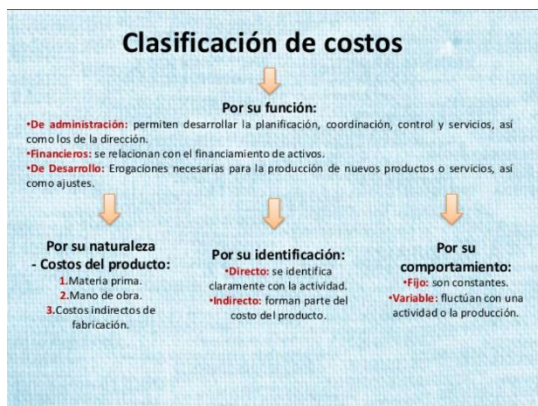 Clasificación de costos
Por su función:
•De administración: permiten desarrollar la planificación, coordinación, control y servicios, así
como los de la dirección.
•Financieros: se relacionan con el financiamiento de activos.
•De Desarrollo: Erogaciones necesarias para la producción de nuevos productos o servicios, así
como ajustes.
Por su naturaleza
- Costos del producto:
1.Materia prima.
2.Mano de obra.
3.Costos indirectos de
fabricación.
Por su identificación:
•Directo: se identifica
claramente con la actividad.
•Indirecto: forman parte del
costo del producto.
Por su
comportamiento:
•Fijo: son constantes.
•Variable: fluctúan con una
actividad o la producción.